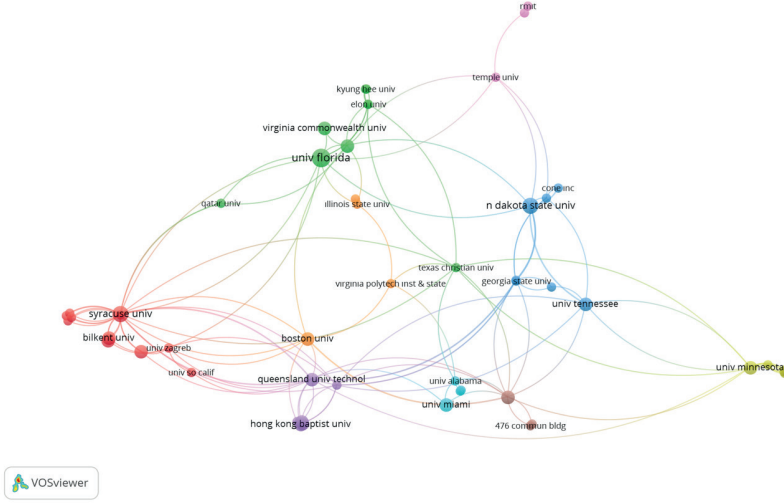 rmit
temple univ
kyung hee univ
elon univ
virginia commonwealth univ
univ florida
cone inc
qatar univ
illinois state univ
n dakota state univ
texas christian univ
virginia polytech inst & state
georgia state univ
univ tennessee
syracuse univ
bilkent univ
boston univ
univ zagreb
univ so calif
queensland univ technol
univ alabama
univ minnesota
univ miami
hong kong baptist univ
476 commun bldg
VOSviewer